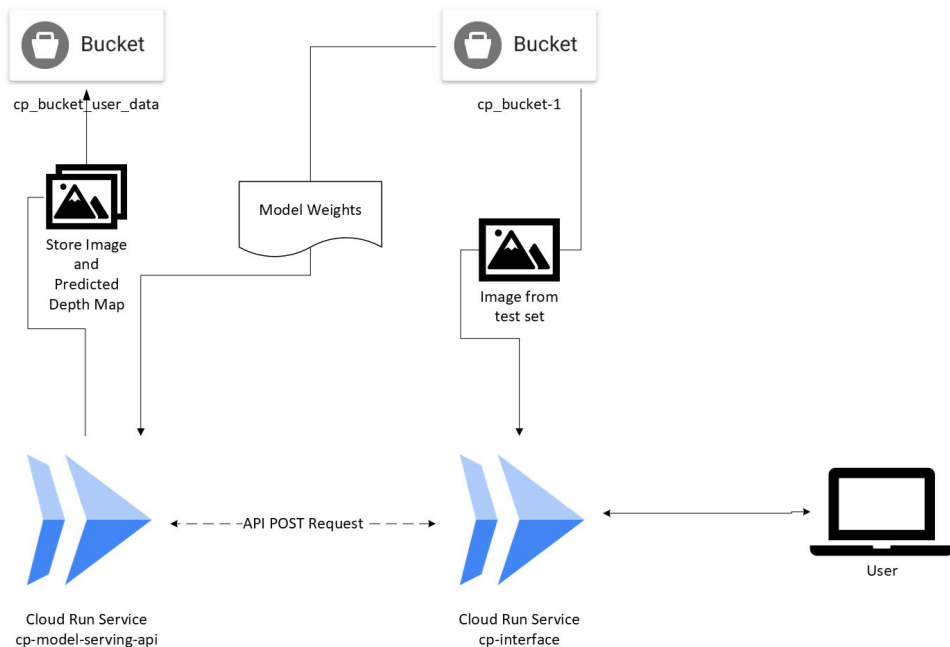 Bucket
Bucket
cp_bucket_user_data
cp_bucket-1
Model Weights
Store Image
and
Predicted
Depth Map
Image from
test set
API POST Request
User
Cloud Run Service
cp-model-serving-api
Cloud Run Service
cp-interface